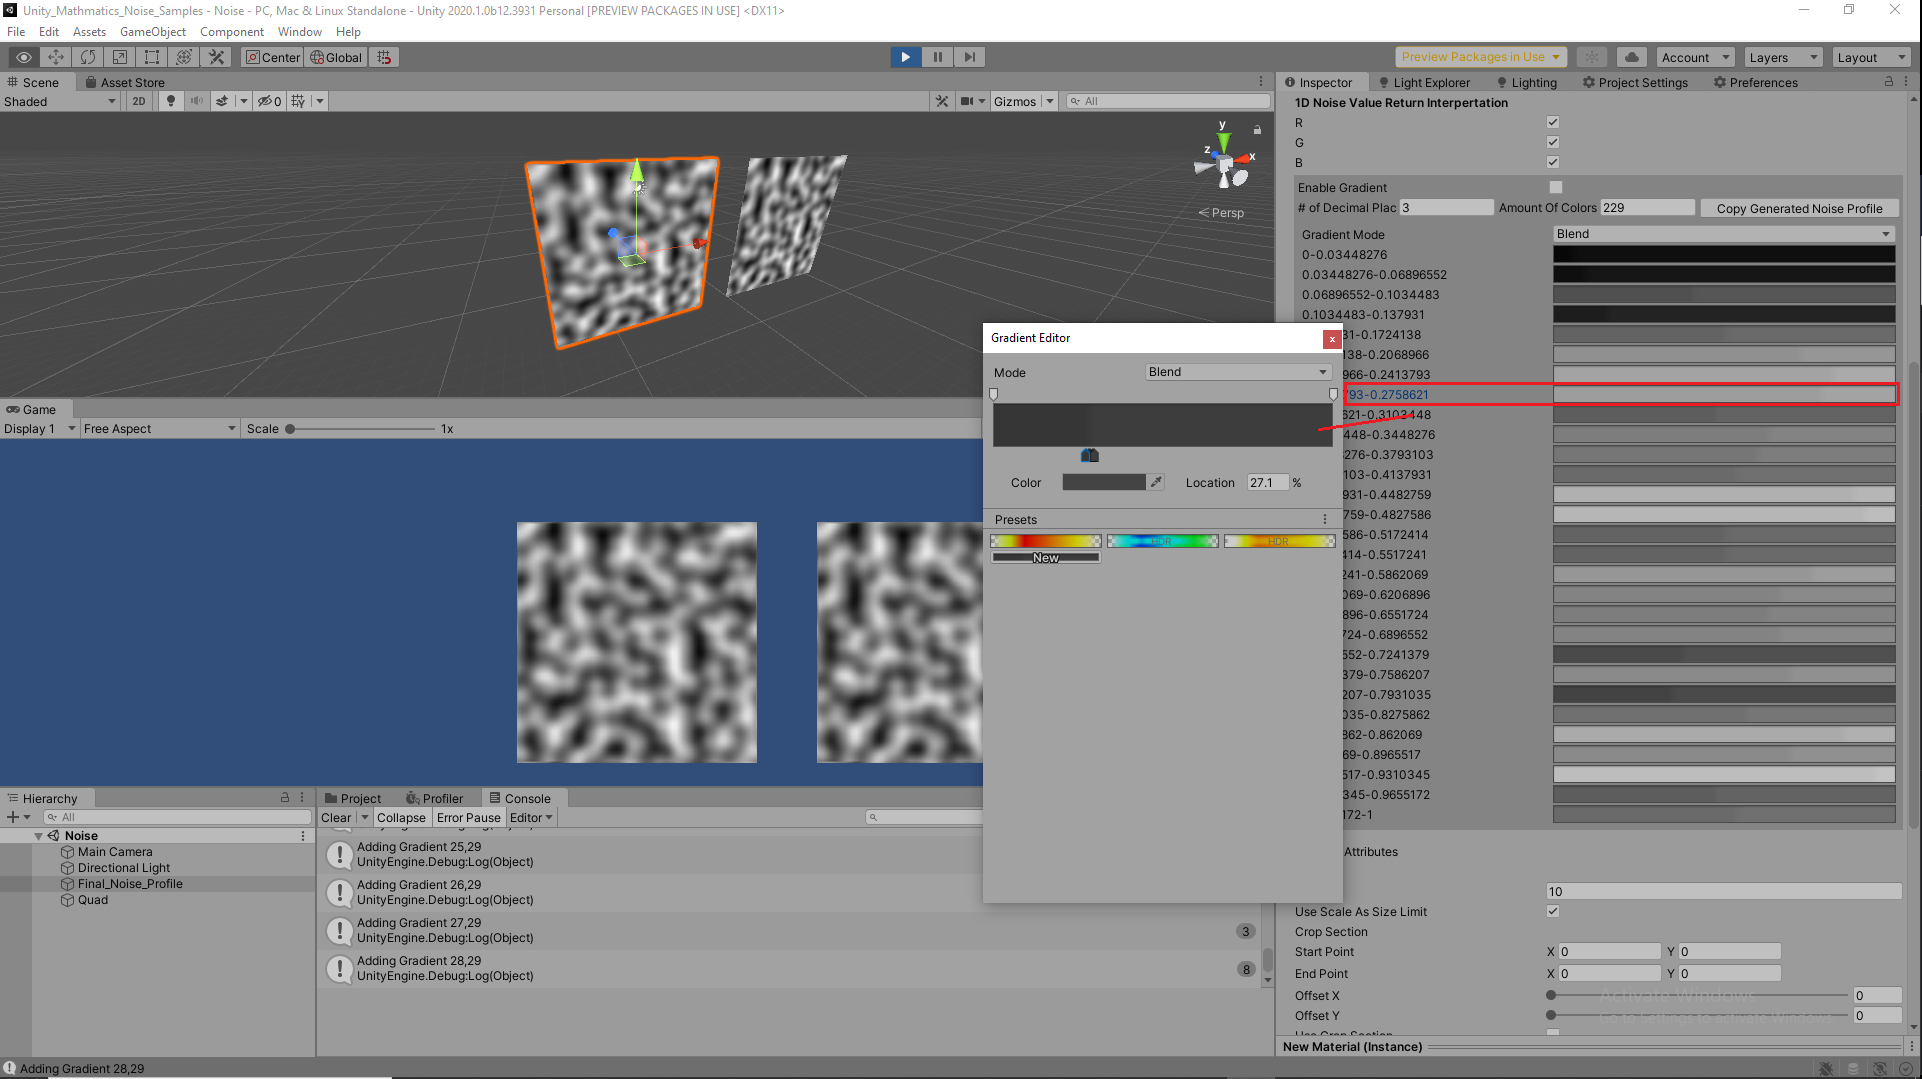 Unity_Mathmatics_Noise_Samples - Noise - PC, Mac & Linux Standalone - Unity 2020.1.0b12.3931 Personal [PREVIEW PACKAGES IN USE] <DX11>
File Edit Assets GameObject Component Window Help
Center Global Preview Packages in Use Account Layers Layout
Scene Asset Store
Shaded 2D 0 Gizmos All
y
z x
Persp
Game
Display 1 Free Aspect Scale 1x
Inspector Light Explorer Lighting Project Settings Preferences
1D Noise Value Return Interpertation
R
G
B
Enable Gradient
# of Decimal Plac 3 Amount Of Colors 229 Copy Generated Noise Profile
Gradient Mode Blend
0-0.03448276
0.03448276-0.06896552
0.06896552-0.1034483
0.1034483-0.137931
31-0.1724138
138-0.2068966
966-0.2413793
793-0.2758621
621-0.3103448
448-0.3448276
276-0.3793103
103-0.4137931
931-0.4482759
759-0.4827586
586-0.5172414
414-0.5517241
241-0.5862069
069-0.6206896
896-0.6551724
724-0.6896552
552-0.7241379
379-0.7586207
207-0.7931035
035-0.8275862
862-0.862069
69-0.8965517
517-0.9310345
345-0.9655172
172-1
Attributes
10
Use Scale As Size Limit
Crop Section
Start Point X 0 Y 0
End Point X 0 Y 0
Offset X 0
Offset Y 0
Use Crop Section
New Material (Instance)
Activate Windows
Go to Settings to activate Windows.
Gradient Editor x
Mode Blend
Color Location 27.1 %
Presets
HDR HDR
New
Hierarchy
All
Noise
Main Camera
Directional Light
Final_Noise_Profile
Quad
Project Profiler Console
Clear Collapse Error Pause Editor
Adding Gradient 25,29
UnityEngine.Debug:Log(Object)
Adding Gradient 26,29
UnityEngine.Debug:Log(Object)
Adding Gradient 27,29
UnityEngine.Debug:Log(Object)
3
Adding Gradient 28,29
UnityEngine.Debug:Log(Object)
8
Adding Gradient 28,29